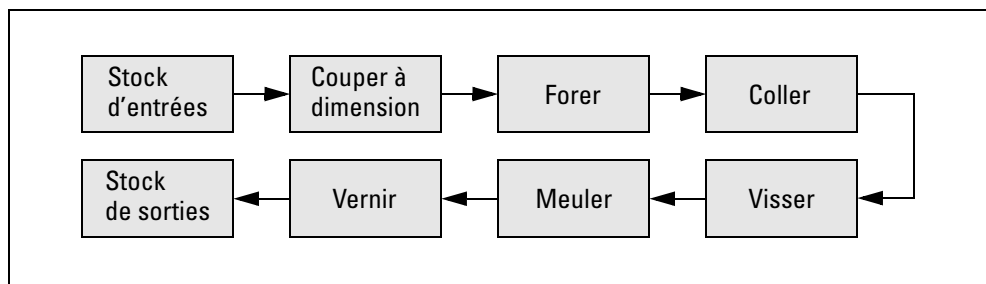 Stock
d'entrées
Couper à
dimension
Forer
Coller
Visser
Meuler
Vernir
Stock
de sorties